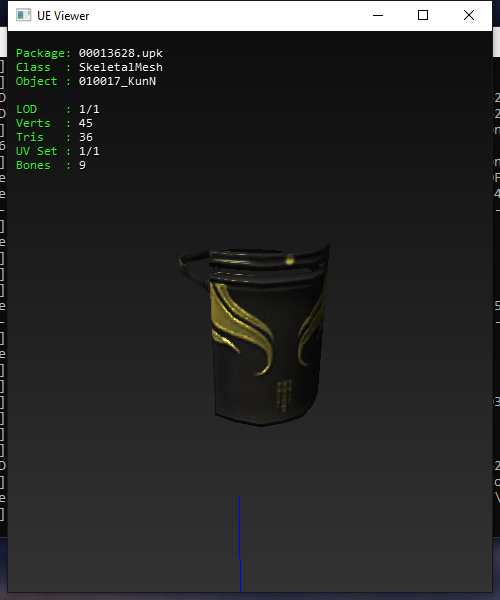 UE Viewer
Package: 00013628.upk
Class : SkeletalMesh
Object : 010017_KunN
LOD : 1/1
Verts : 45
Tris : 36
UV Set : 1/1
Bones : 9